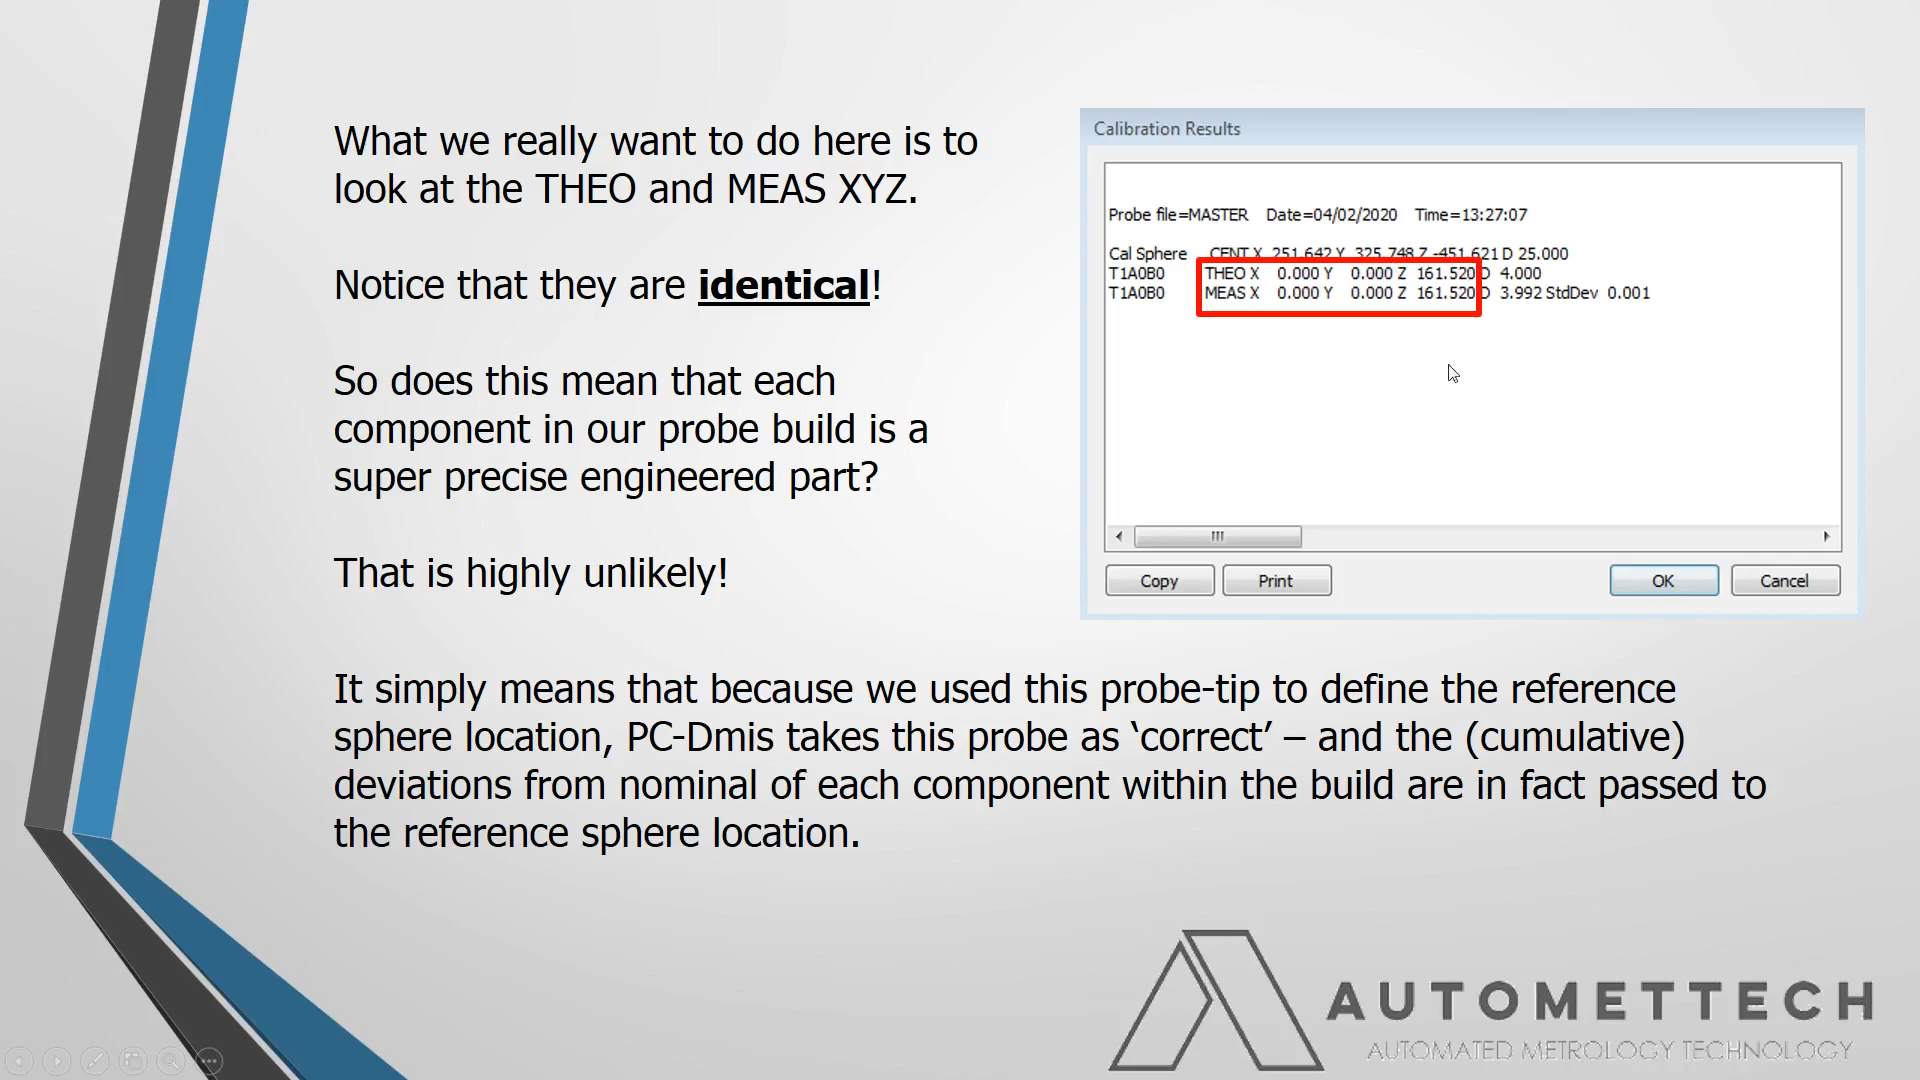 What we really want to do here is to
look at the THEO and MEAS XYZ.
Notice that they are identical!
So does this mean that each
component in our probe build is a
super precise engineered part?
That is highly unlikely!
It simply means that because we used this probe-tip to define the reference
sphere location, PC-Dmis takes this probe as ‘correct’ – and the (cumulative)
deviations from nominal of each component within the build are in fact passed to
the reference sphere location.
Calibration Results
Probe file=MASTER Date=04/02/2020 Time=13:27:07
Cal Sphere CENT X 251.642 Y 325.748 Z -451.621 D 25.000
T1A0B0 THEO X 0.000 Y 0.000 Z 161.520 D 4.000
T1A0B0 MEAS X 0.000 Y 0.000 Z 161.520 D 3.992 StdDev 0.001
Copy Print OK Cancel
AUTOMETTECH
AUTOMATED METROLOGY TECHNOLOGY